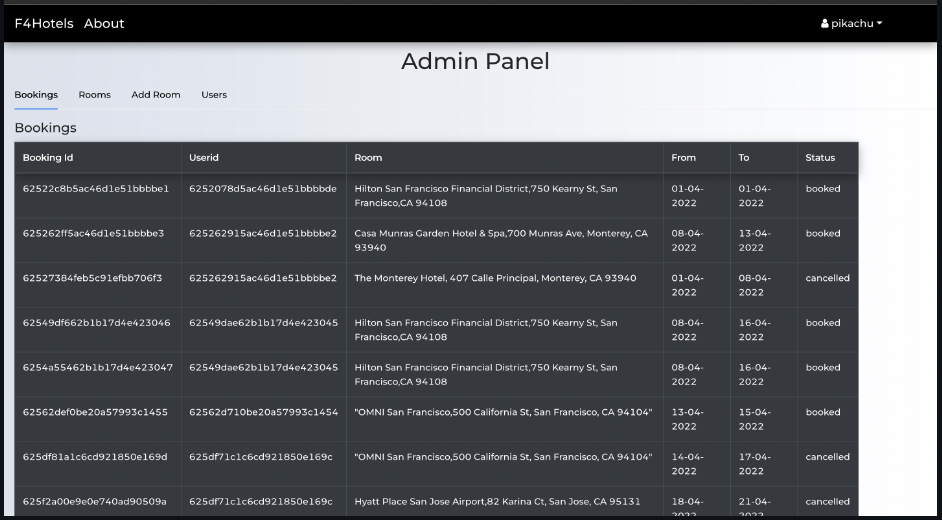 F4Hotels About pikachu
Admin Panel
Bookings Rooms Add Room Users
Bookings
Booking Id Userid Room From To Status
62522c8b5ac46d1e51bbbbe1 6252078d5ac46d1e51bbbbde Hilton San Francisco Financial District,750 Kearny St, San 01-04- 01-04- booked
Francisco,CA 94108 2022 2022
625262ff5ac46d1e51bbbbe3 625262915ac46d1e51bbbbe2 Casa Munras Garden Hotel & Spa,700 Munras Ave, Monterey, CA 08-04- 13-04- booked
93940 2022 2022
62527384feb5c91efbb706f3 625262915ac46d1e51bbbbe2 The Monterey Hotel, 407 Calle Principal, Monterey, CA 93940 01-04- 08-04- cancelled
2022 2022
62549df662b1b17d4e423046 62549dae62b1b17d4e423045 Hilton San Francisco Financial District,750 Kearny St, San 08-04- 16-04- booked
Francisco,CA 94108 2022 2022
6254a55462b1b17d4e423047 62549dae62b1b17d4e423045 Hilton San Francisco Financial District,750 Kearny St, San 08-04- 16-04- booked
Francisco,CA 94108 2022 2022
62562def0be20a57993c1455 62562d710be20a57993c1454 "OMNI San Francisco,500 California St, San Francisco, CA 94104" 13-04- 15-04- booked
2022 2022
625df81a1c6cd921850e169d 625df71c1c6cd921850e169c "OMNI San Francisco,500 California St, San Francisco, CA 94104" 14-04- 17-04- cancelled
2022 2022
625f2a00e9e0e740ad90509a 625df71c1c6cd921850e169c Hyatt Place San Jose Airport,82 Karina Ct, San Jose, CA 95131 18-04- 21-04- cancelled
2022 2022